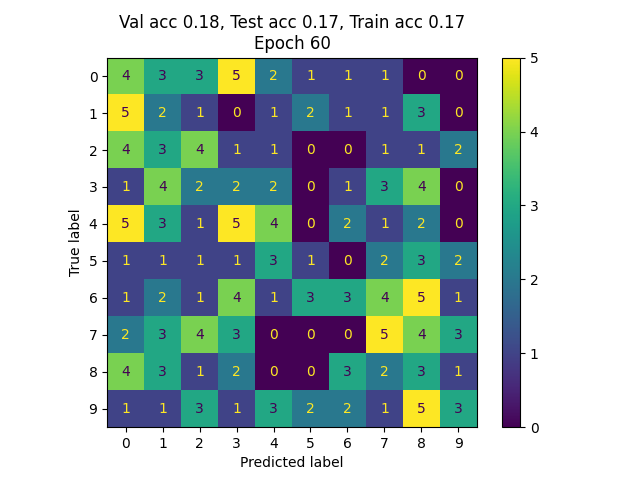 Val acc 0.18, Test acc 0.17, Train acc 0.17
Epoch 60
0 4 3 3 5 2 1 1 1 0 0
1 5 2 1 0 1 2 1 1 3 0
2 4 3 4 1 1 0 0 1 1 2
3 1 4 2 2 2 0 1 3 4 0
4 5 3 1 5 4 0 2 1 2 0
5 1 1 1 1 3 1 0 2 3 2
6 1 2 1 4 1 3 3 4 5 1
7 2 3 4 3 0 0 0 5 4 3
8 4 3 1 2 0 0 3 2 3 1
9 1 1 3 1 3 2 2 1 5 3
0 1 2 3 4 5 6 7 8 9
Predicted label
True label
5
4
3
2
1
0